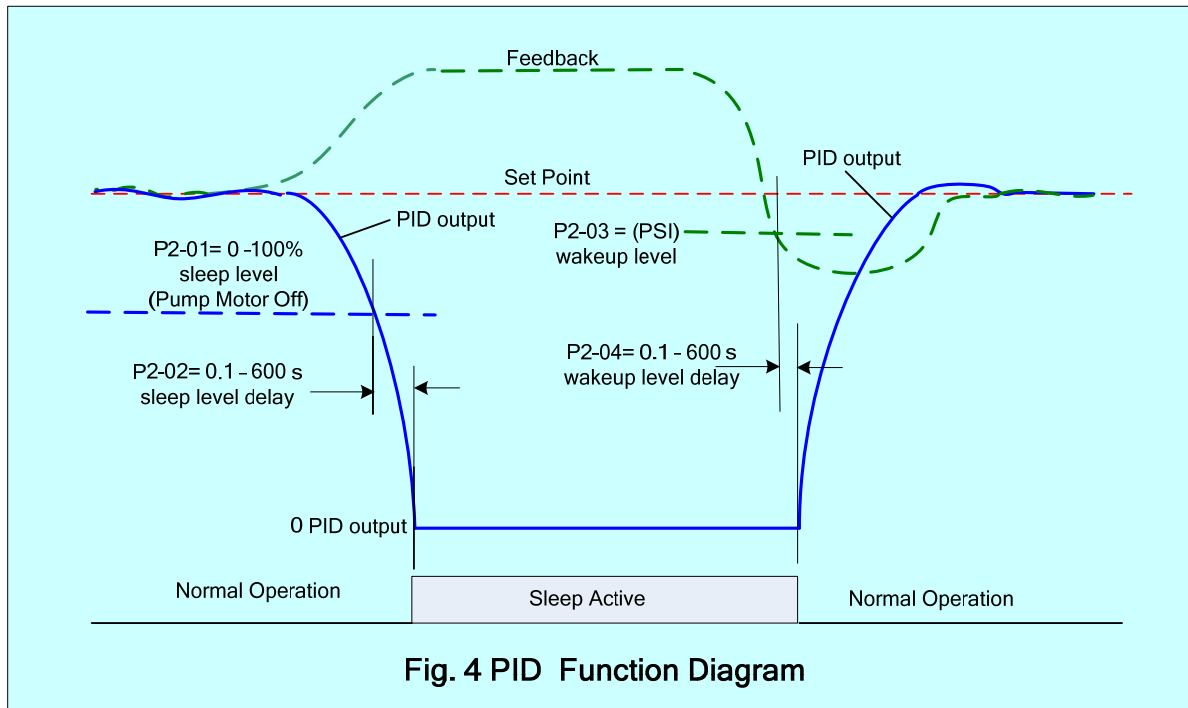 Feedback
PID output
Set Point
PID output
P2-01= 0 –100%
sleep level
(Pump Motor Off)
P2-03 = (PSI)
wakeup level
P2-02= 0.1 – 600 s
sleep level delay
P2-04= 0.1 – 600 s
wakeup level delay
0 PID output
Normal Operation
Sleep Active
Normal Operation
Fig. 4 PID Function Diagram